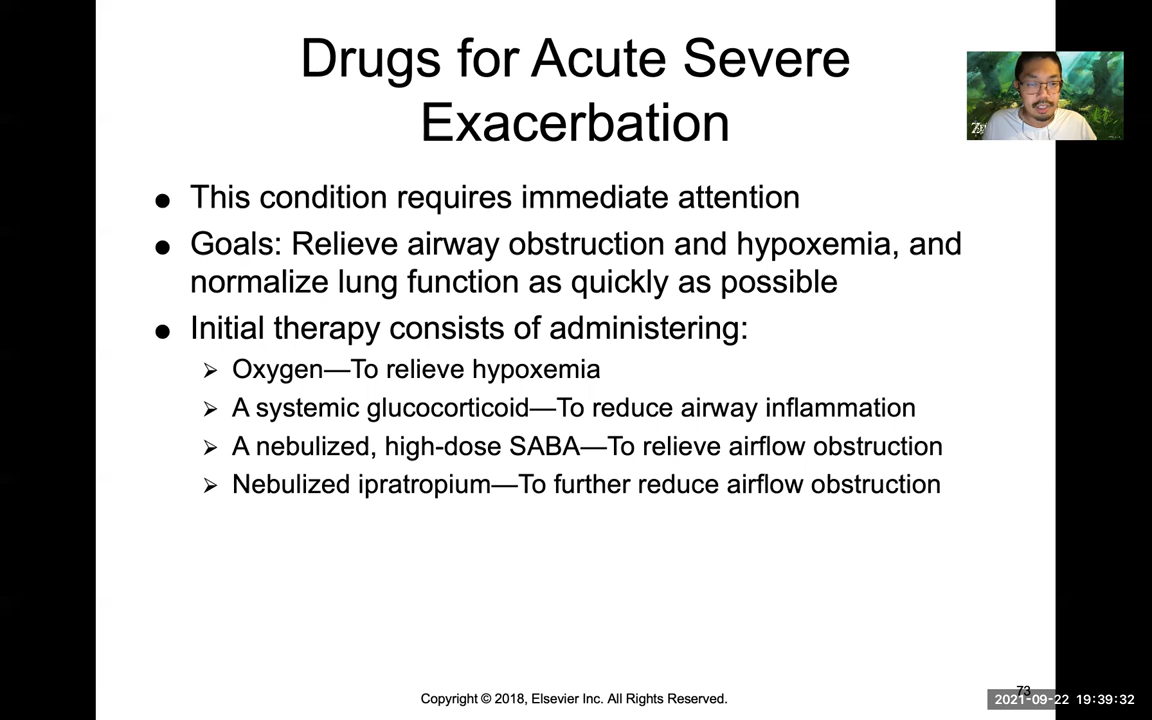 Drugs for Acute Severe
Exacerbation
● This condition requires immediate attention
● Goals: Relieve airway obstruction and hypoxemia, and
normalize lung function as quickly as possible
● Initial therapy consists of administering:
➢ Oxygen—To relieve hypoxemia
➢ A systemic glucocorticoid—To reduce airway inflammation
➢ A nebulized, high-dose SABA—To relieve airflow obstruction
➢ Nebulized ipratropium—To further reduce airflow obstruction
Copyright © 2018, Elsevier Inc. All Rights Reserved.
73
2021-09-22 19:39:32